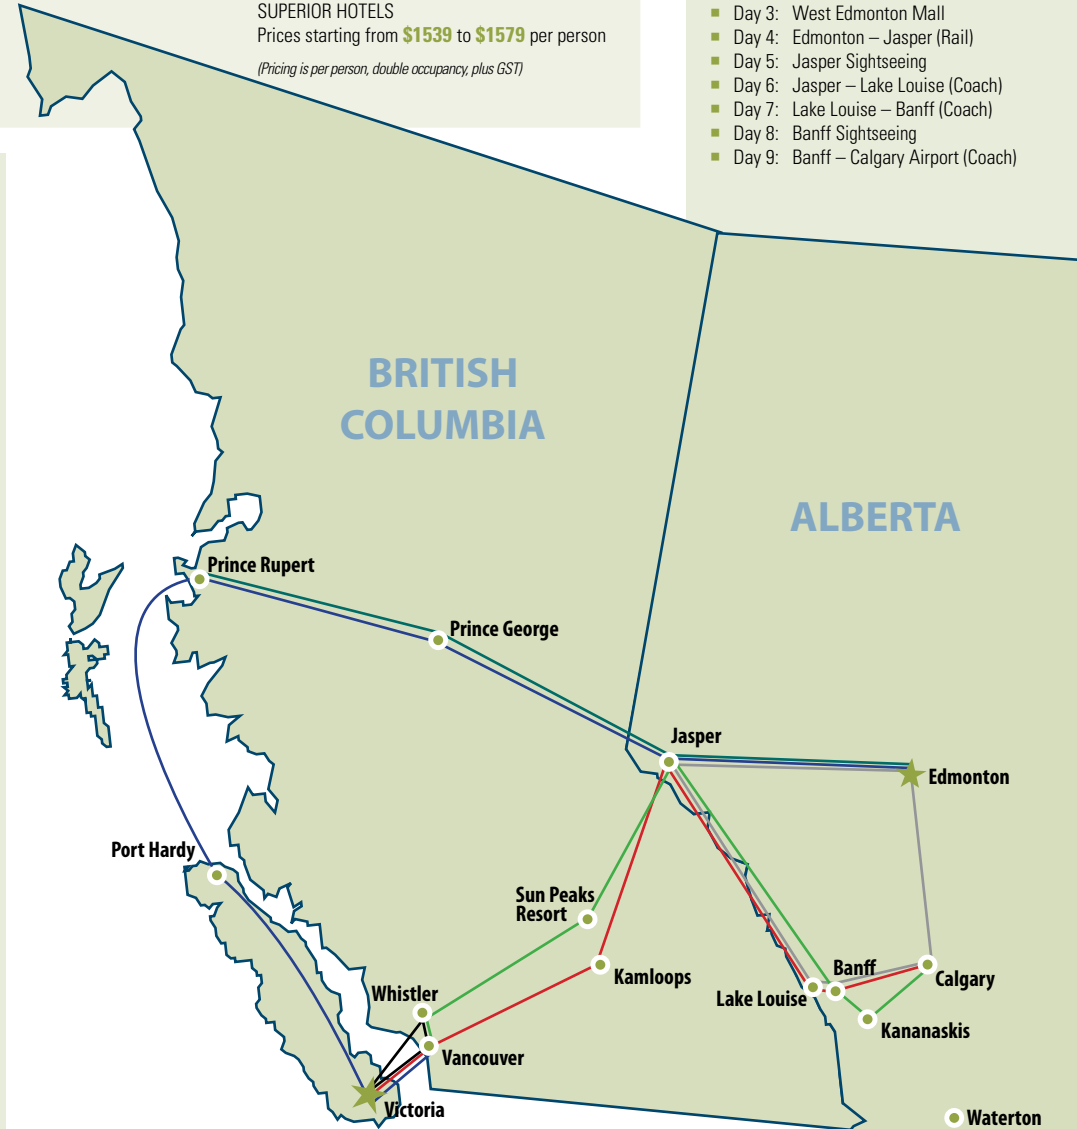 SUPERIOR HOTELS
Prices starting from $1539 to $1579 per person
(Pricing is per person, double occupancy, plus GST)
■ Day 3: West Edmonton Mall
■ Day 4: Edmonton – Jasper (Rail)
■ Day 5: Jasper Sightseeing
■ Day 6: Jasper – Lake Louise (Coach)
■ Day 7: Lake Louise – Banff (Coach)
■ Day 8: Banff Sightseeing
■ Day 9: Banff – Calgary Airport (Coach)
BRITISH
COLUMBIA
ALBERTA
Prince Rupert
Prince George
Jasper
Edmonton
Port Hardy
Sun Peaks
Resort
Kamloops
Banff
Calgary
Lake Louise
Whistler
Kananaskis
Vancouver
Victoria
Waterton